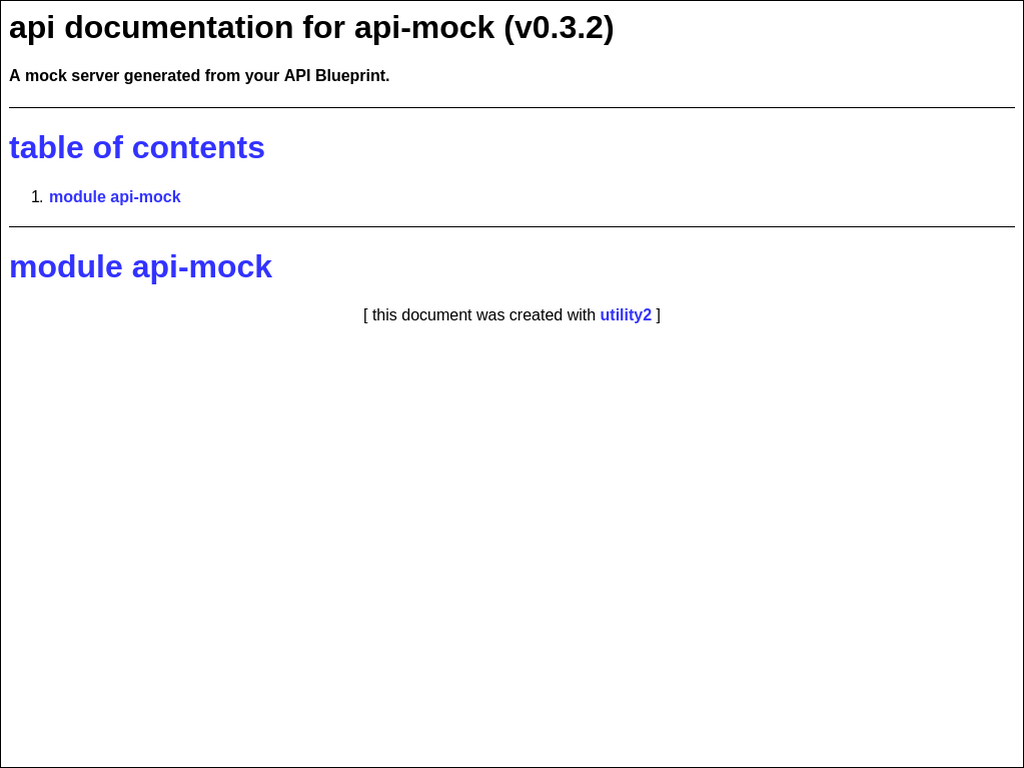 api documentation for api-mock (v0.3.2)
A mock server generated from your API Blueprint.
table of contents
1. module api-mock
module api-mock
[ this document was created with utility2 ]